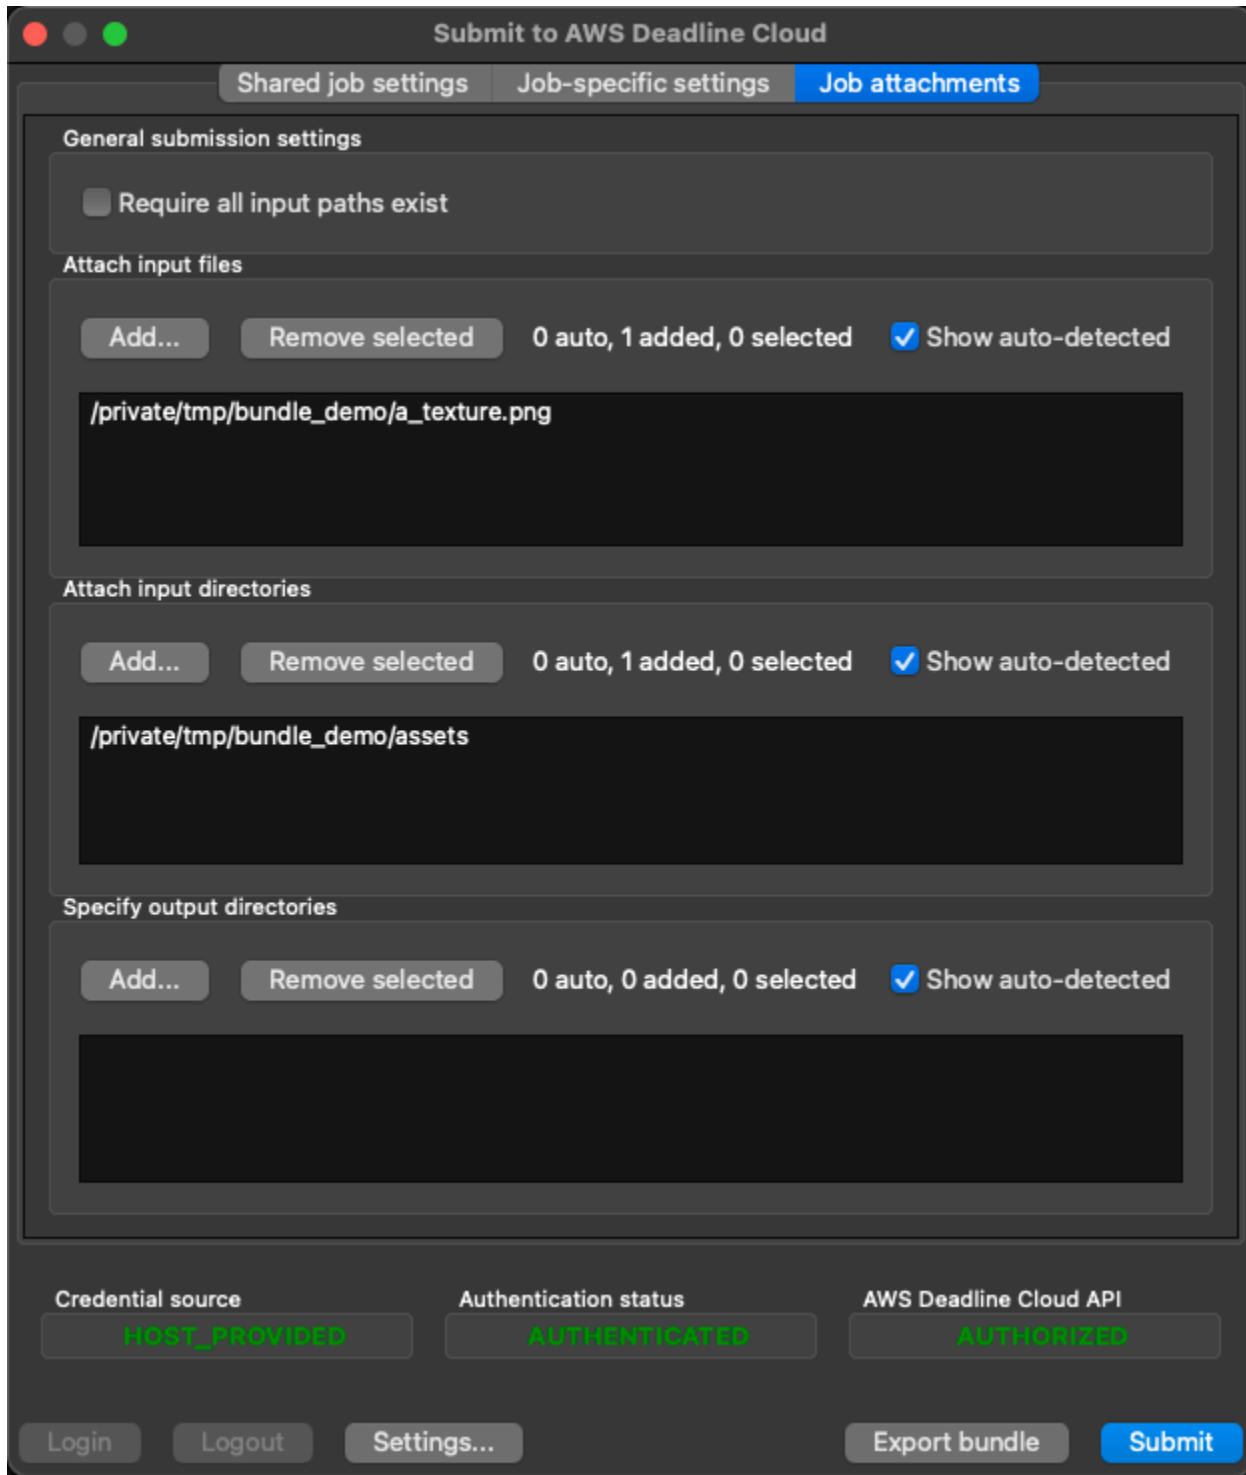 Submit to AWS Deadline Cloud
Shared job settings Job-specific settings Job attachments
General submission settings
Require all input paths exist
Attach input files
Add... Remove selected 0 auto, 1 added, 0 selected Show auto-detected
/private/tmp/bundle_demo/a_texture.png
Attach input directories
Add... Remove selected 0 auto, 1 added, 0 selected Show auto-detected
/private/tmp/bundle_demo/assets
Specify output directories
Add... Remove selected 0 auto, 0 added, 0 selected Show auto-detected
Credential source Authentication status AWS Deadline Cloud API
HOST_PROVIDED AUTHENTICATED AUTHORIZED
Login Logout Settings... Export bundle Submit